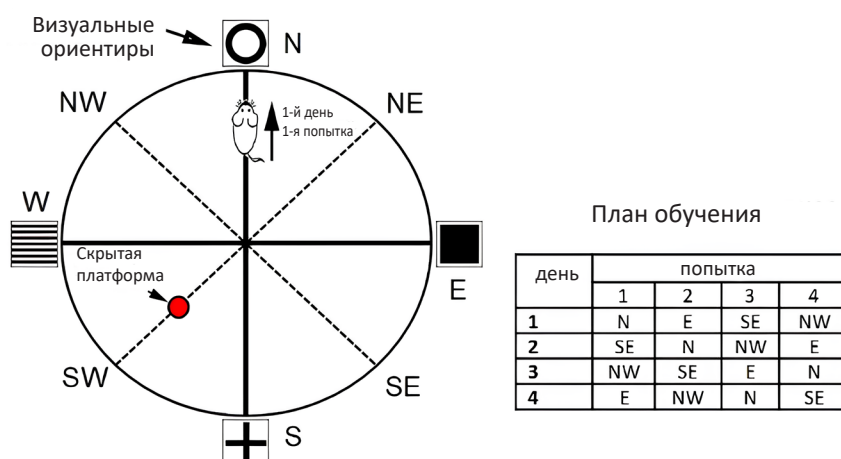 Визуальные
ориентиры
N
NW
NE
1-й день
1-я попытка
W
E
Скрытая
платформа
SW
SE
S
План обучения
день попытка
1 2 3 4
1 N E SE NW
2 SE N NW E
3 NW SE E N
4 E NW N SE